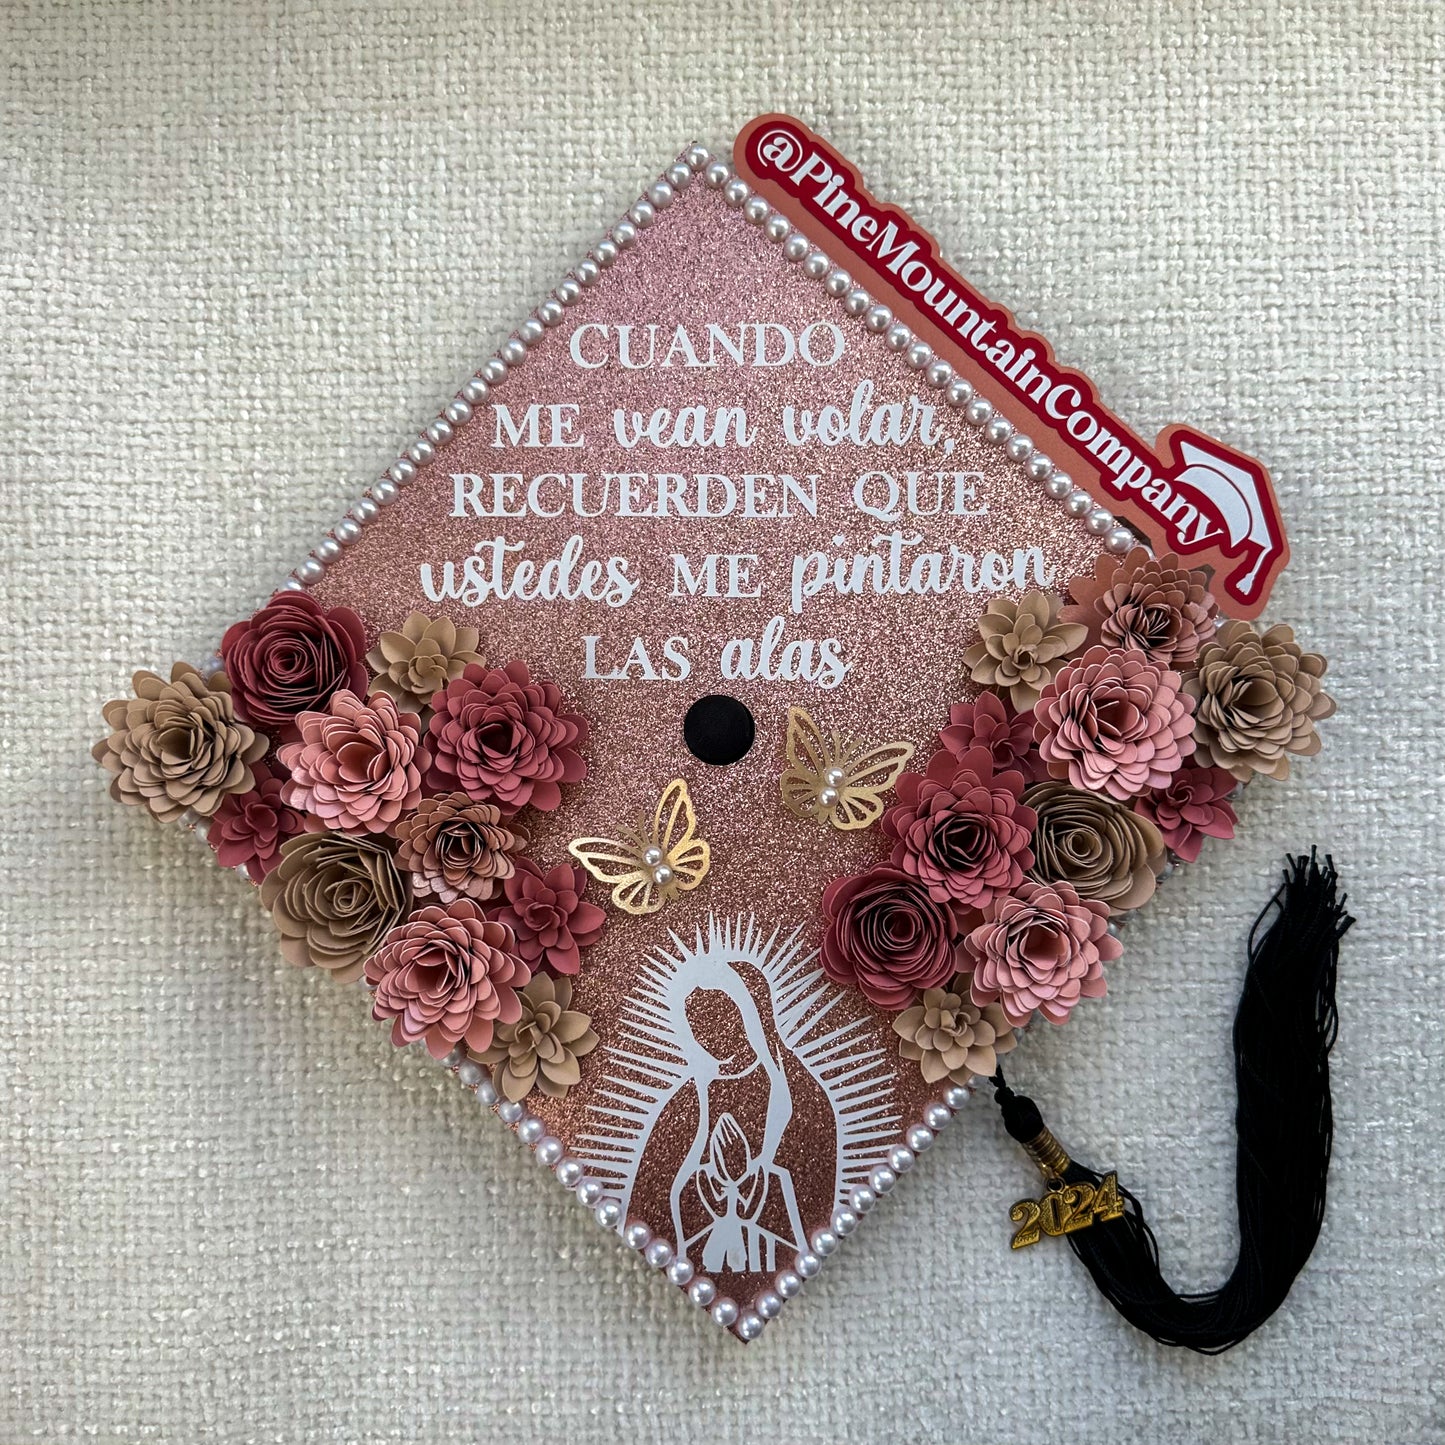 @PineMountainCompany
CUANDO
ME vean volar,
RECUERDEN QUE
ustedes ME pintaron
LAS alas
2024